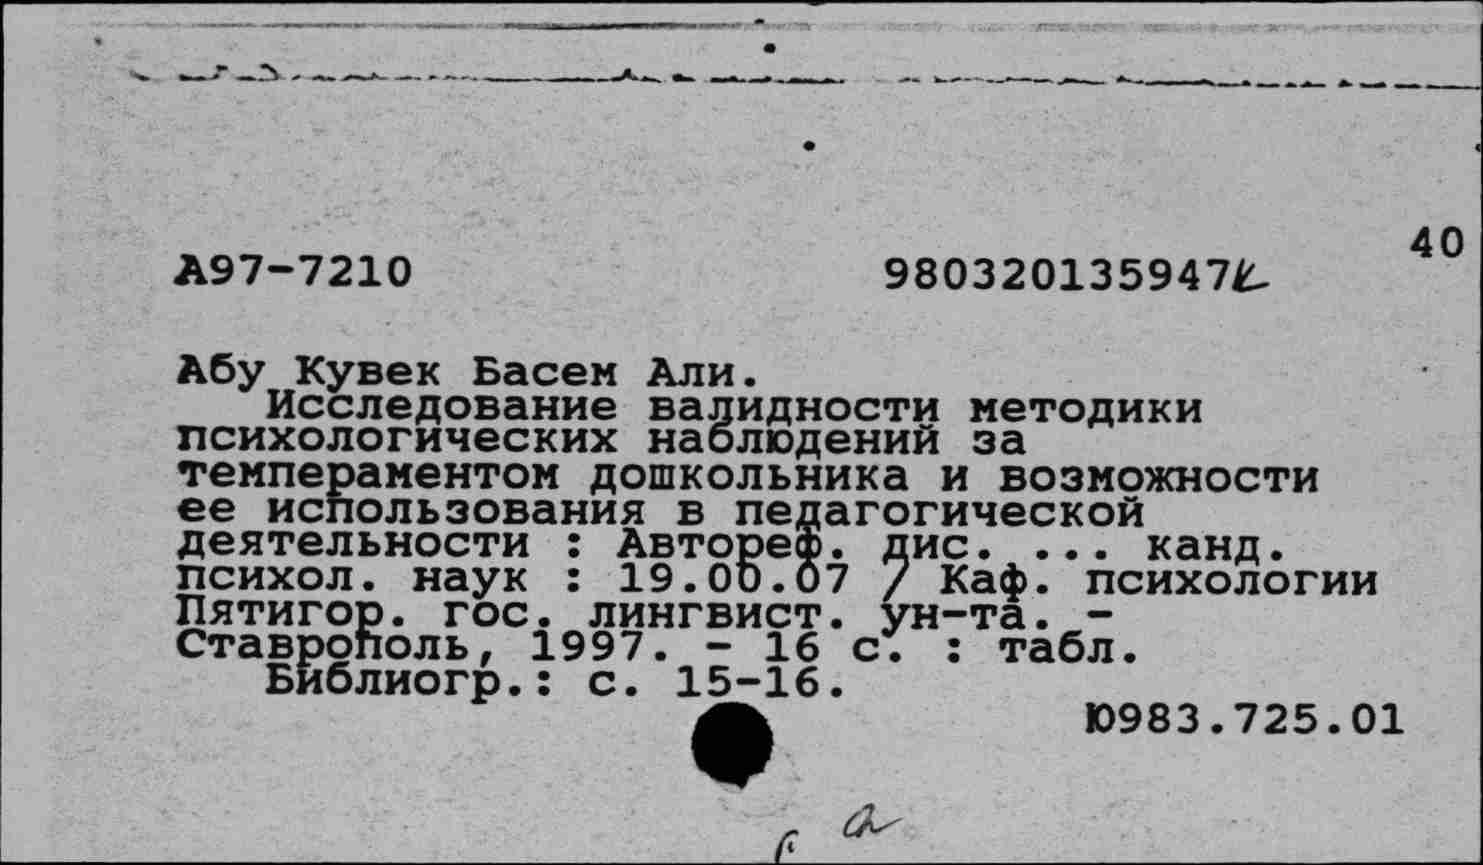 40
А97-7210 980320135947
Абу Кувек Басем Али.
Исследование валидности методики
психологических наблюдений за
темпераментом дошкольника и возможности
ее использования в педагогической
деятельности : Автореф. дис. ... канд.
психол. наук : 19.00.07 / Каф. психологии
Пятигор. гос. лингвист. ун-та. -
Ставрополь, 1997. - 16 с. : табл.
Библиогр.: с. 15-16.
Ю983.725.01